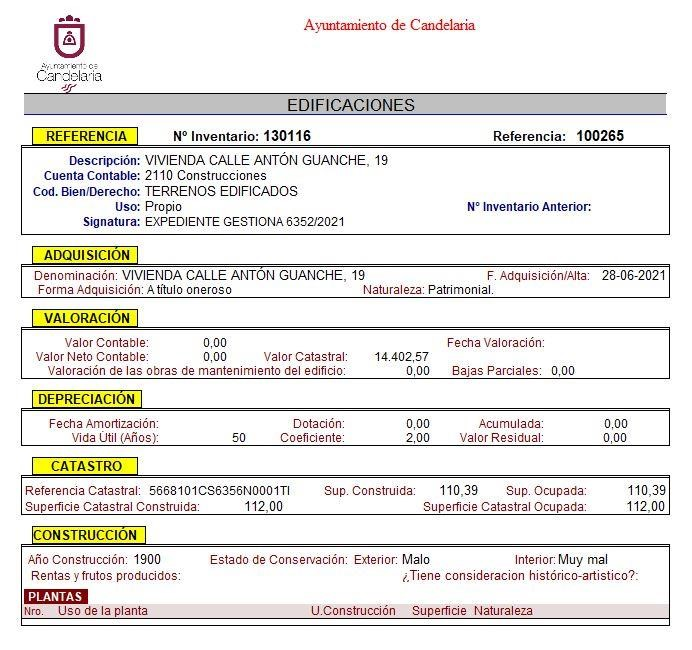 Ayuntamiento de Candelaria
Ayuntamiento de
Candelaria
EDIFICACIONES
REFERENCIA Nº Inventario: 130116 Referencia: 100265
Descripción: VIVIENDA CALLE ANTÓN GUANCHE, 19
Cuenta Contable: 2110 Construcciones
Cod. Bien/Derecho: TERRENOS EDIFICADOS
Uso: Propio Nº Inventario Anterior:
Signatura: EXPEDIENTE GESTIONA 6352/2021
ADQUISICIÓN
Denominación: VIVIENDA CALLE ANTÓN GUANCHE, 19 F. Adquisición/Alta: 28-06-2021
Forma Adquisición: A título oneroso Naturaleza: Patrimonial.
VALORACIÓN
Valor Contable: 0,00 Fecha Valoración:
Valor Neto Contable: 0,00 Valor Catastral: 14.402,57
Valoración de las obras de mantenimiento del edificio: 0,00 Bajas Parciales: 0,00
DEPRECIACIÓN
Fecha Amortización: Dotación: 0,00 Acumulada: 0,00
Vida Útil (Años): 50 Coeficiente: 2,00 Valor Residual: 0,00
CATASTRO
Referencia Catastral: 5668101CS6356N0001TI Sup. Construida: 110,39 Sup. Ocupada: 110,39
Superficie Catastral Construida: 112,00 Superficie Catastral Ocupada: 112,00
CONSTRUCCIÓN
Año Construcción: 1900 Estado de Conservación: Exterior: Malo Interior: Muy mal
Rentas y frutos producidos: ¿Tiene consideracion histórico-artistico?:
PLANTAS
Nro. Uso de la planta U.Construcción Superficie Naturaleza